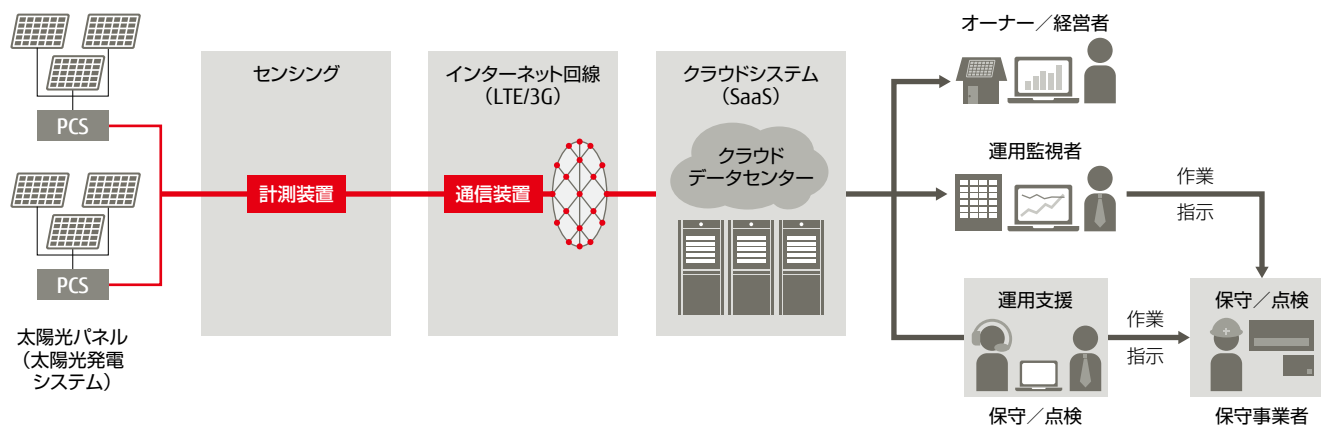 PCS
PCS
太陽光パネル
（太陽光発電
システム）
センシング
計測装置
インターネット回線
（LTE/3G）
通信装置
クラウドシステム
（SaaS）
クラウド
データセンター
オーナー／経営者
運用監視者
作業
指示
運用支援
保守／点検
作業
指示
保守／点検
保守事業者